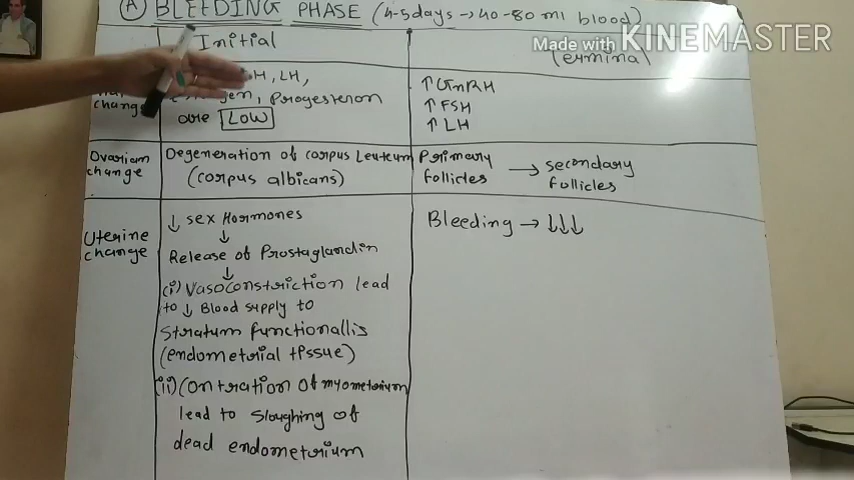 (A) BLEEDING PHASE (4-5days → 40-80 ml blood)
Made with KINEMASTER
Initial
Terminal
change
H, LH,
Progesteron
are LOW
↑ GnRH
↑ FSH
↑ LH
Ovarian
change
Degeneration of corpus Leuteum
(corpus albicans)
Primary
follicles → secondary
follicles
Uterine
change
↓ sex Hormones
↓
Release of Prostaglandin
↓
(i) Vasoconstriction lead
to ↓ Blood supply to
Stratum functionallis
(endometrial tissue)
(ii) Contration of myometrium
lead to sloughing of
dead endometrium
Bleeding → ↓↓↓